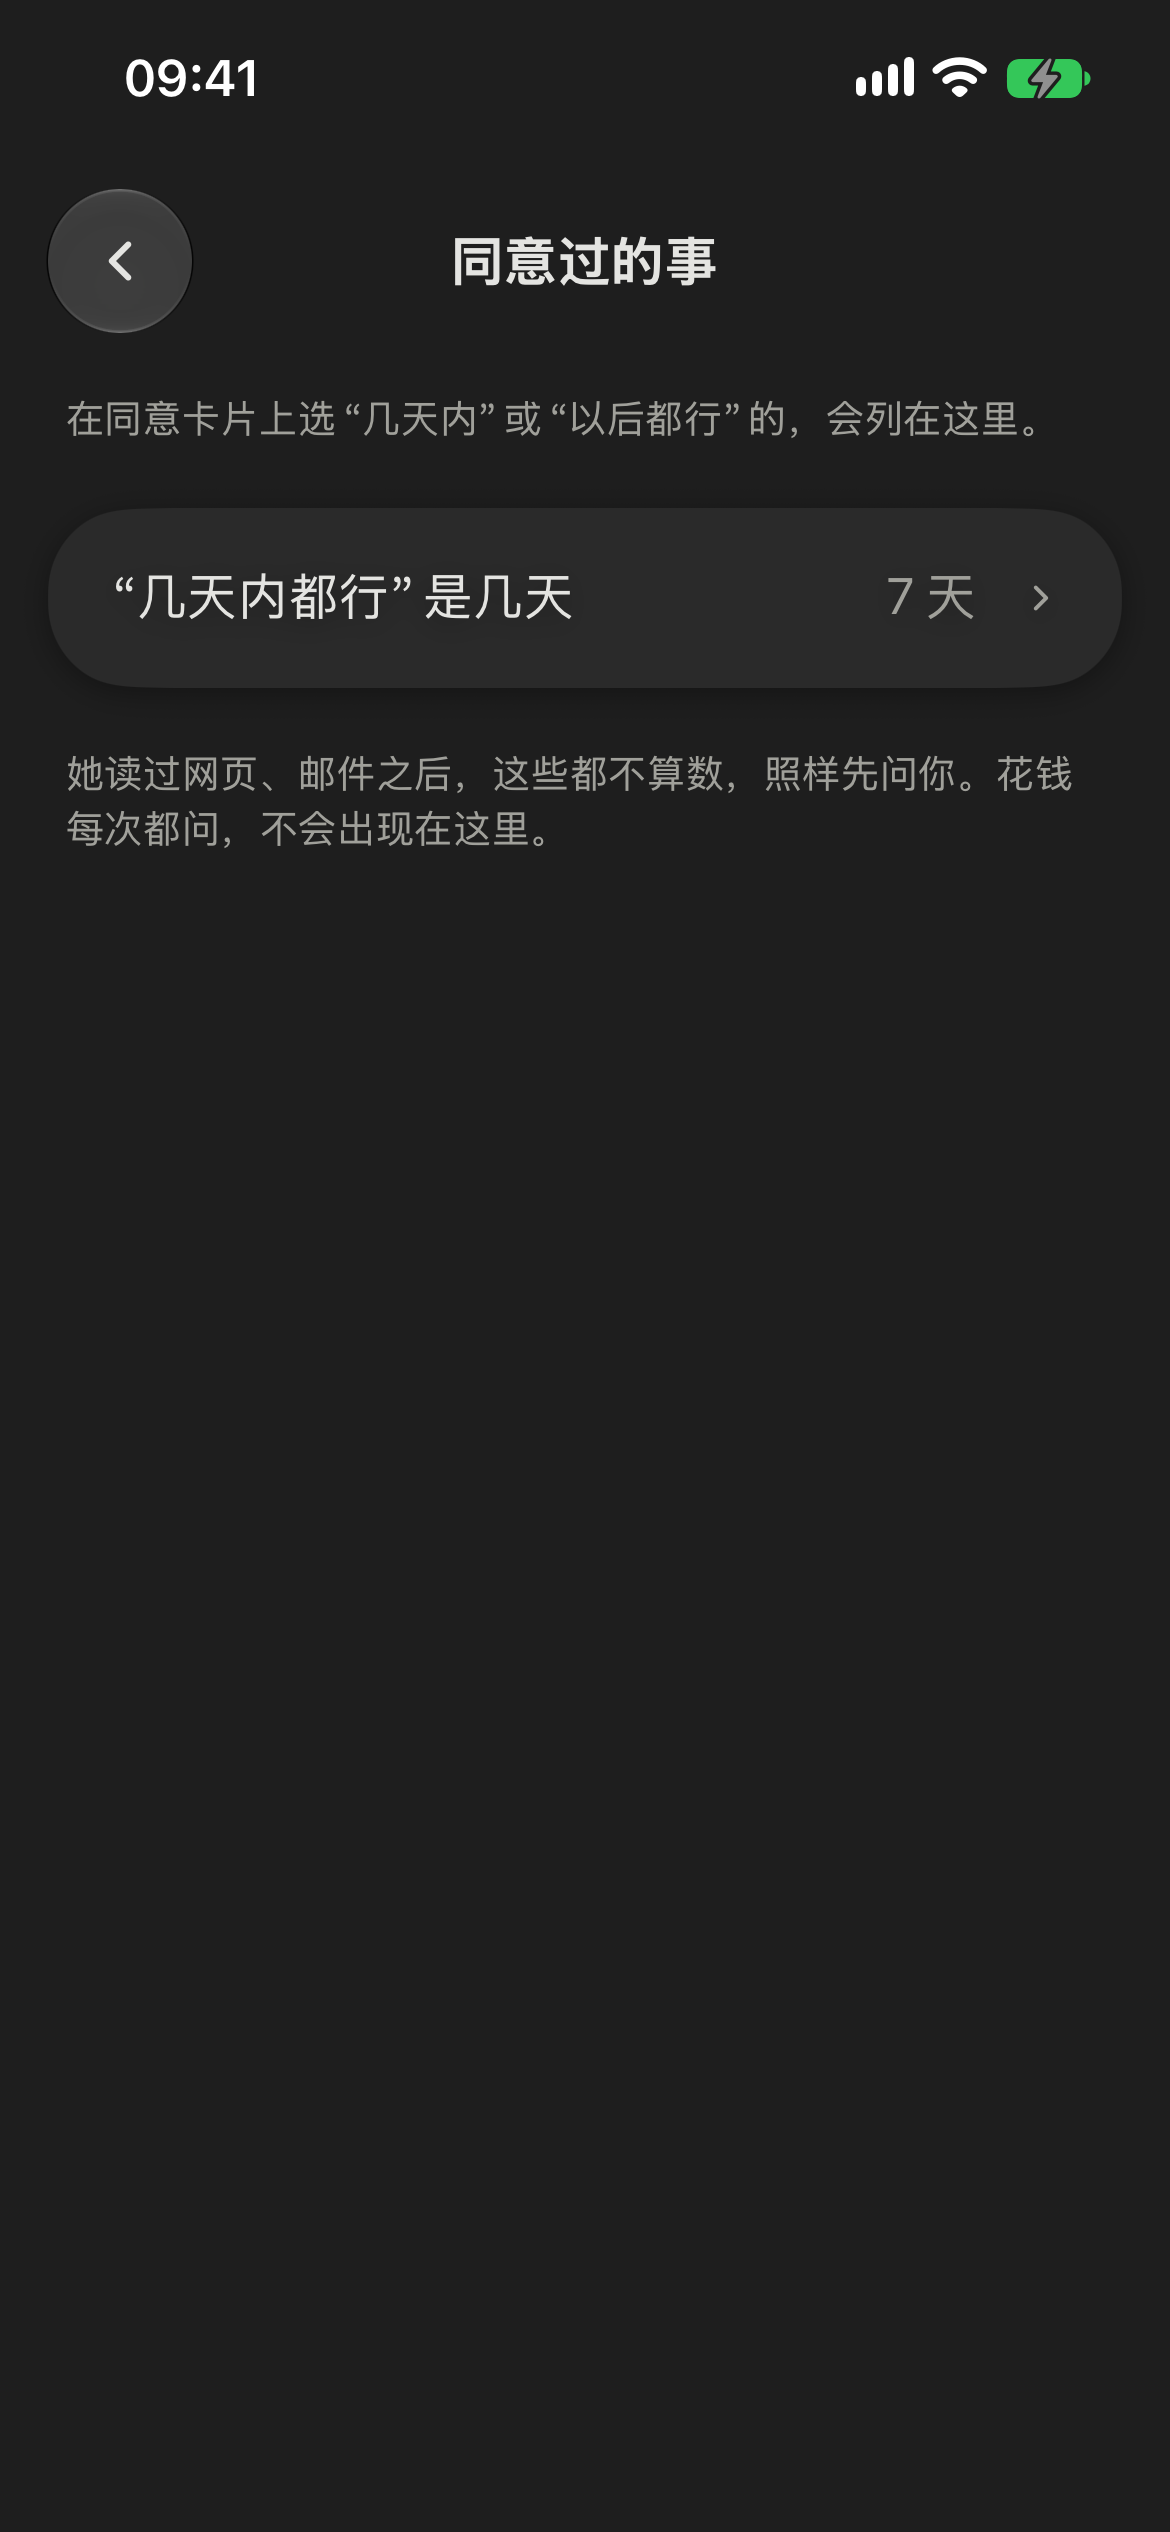 09:41
同意过的事
在同意卡片上选“几天内”或“以后都行”的，会列在这里。
“几天内都行”是几天
7 天
她读过网页、邮件之后，这些都不算数，照样先问你。花钱
每次都问，不会出现在这里。